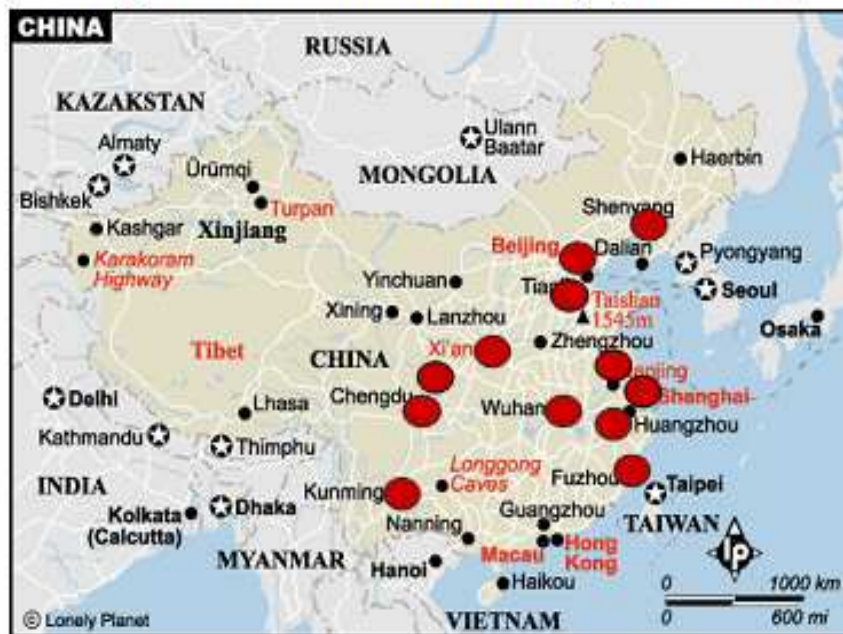 CHINA
RUSSIA
KAZAKSTAN
Almaty
Ulann
Baatar
Bishkek
MONGOLIA
Haerbin
Ürümqi
Turpan
Kashgar
Xinjiang
Shenyang
Karakoram
Highway
Beijing
Dalian
Pyongyang
Yinchuan
Seoul
Xining
Lanzhou
Taishan
1545m
Osaka
Tibet
CHINA
Xi'an
Zhengzhou
Delhi
Lhasa
Chengdu
Wuhan
Shanghai
Huangzhou
Kathmandu
Thimphu
INDIA
Longgong
Caves
Kunming
Fuzhou
Taipei
Kolkata
(Calcutta)
Dhaka
Guangzhou
TAIWAN
Nanning
MYANMAR
Macau
Hong
Kong
lp
Hanoi
Haikou
0 1000 km
0 600 mi
© Lonely Planet
VIETNAM